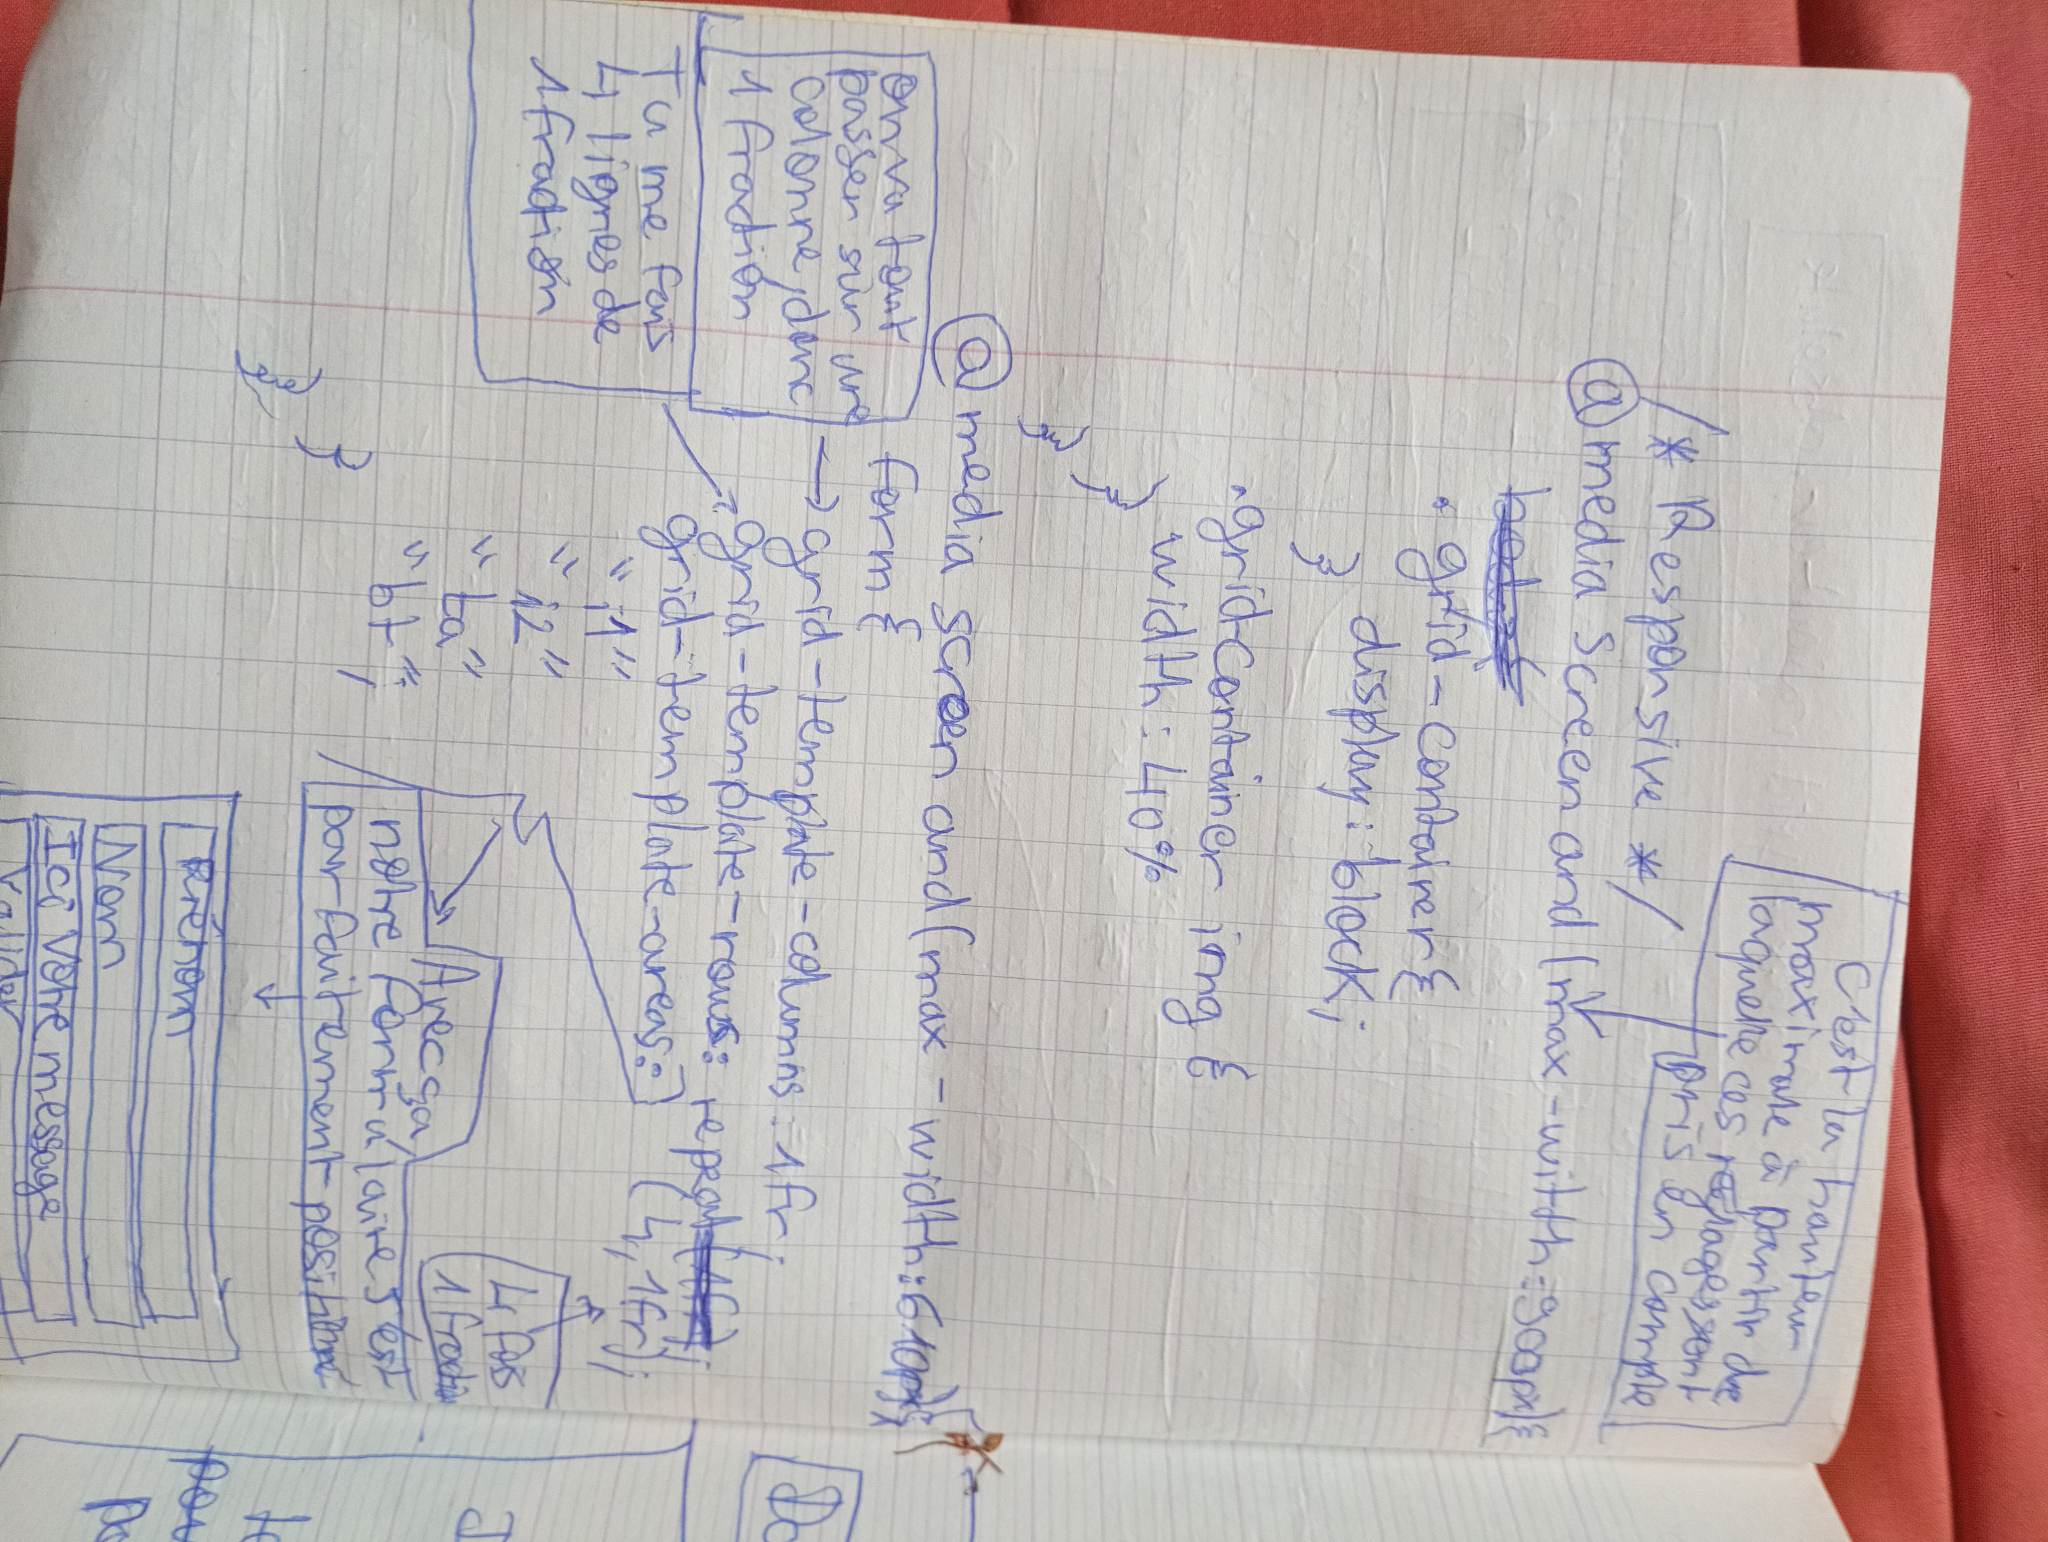 /* Responsive */
C'est la hauteur
maximale à partir de
laquelle ces réglages sont
pris en compte
@media screen and (max-width:900px){
.grid-container{
display: block;
}
.grid-container img {
width: 40%
}
}
@media screen and (max-width:610px){
form {
on va tout
passer sur une
colonne, donc
1 fraction
→ grid-template-columns: 1fr;
Tu me fais
4 lignes de
1 fraction
grid-template-rows: repeat
(4, 1fr);
grid-template-areas:
"i1"
"i2"
"ta"
"bt";
}
}
4 fois
1 fraction
Avec ça
notre formulaire s'est
parfaitement positionné
Prénom
Nom
Ici votre message
Valider